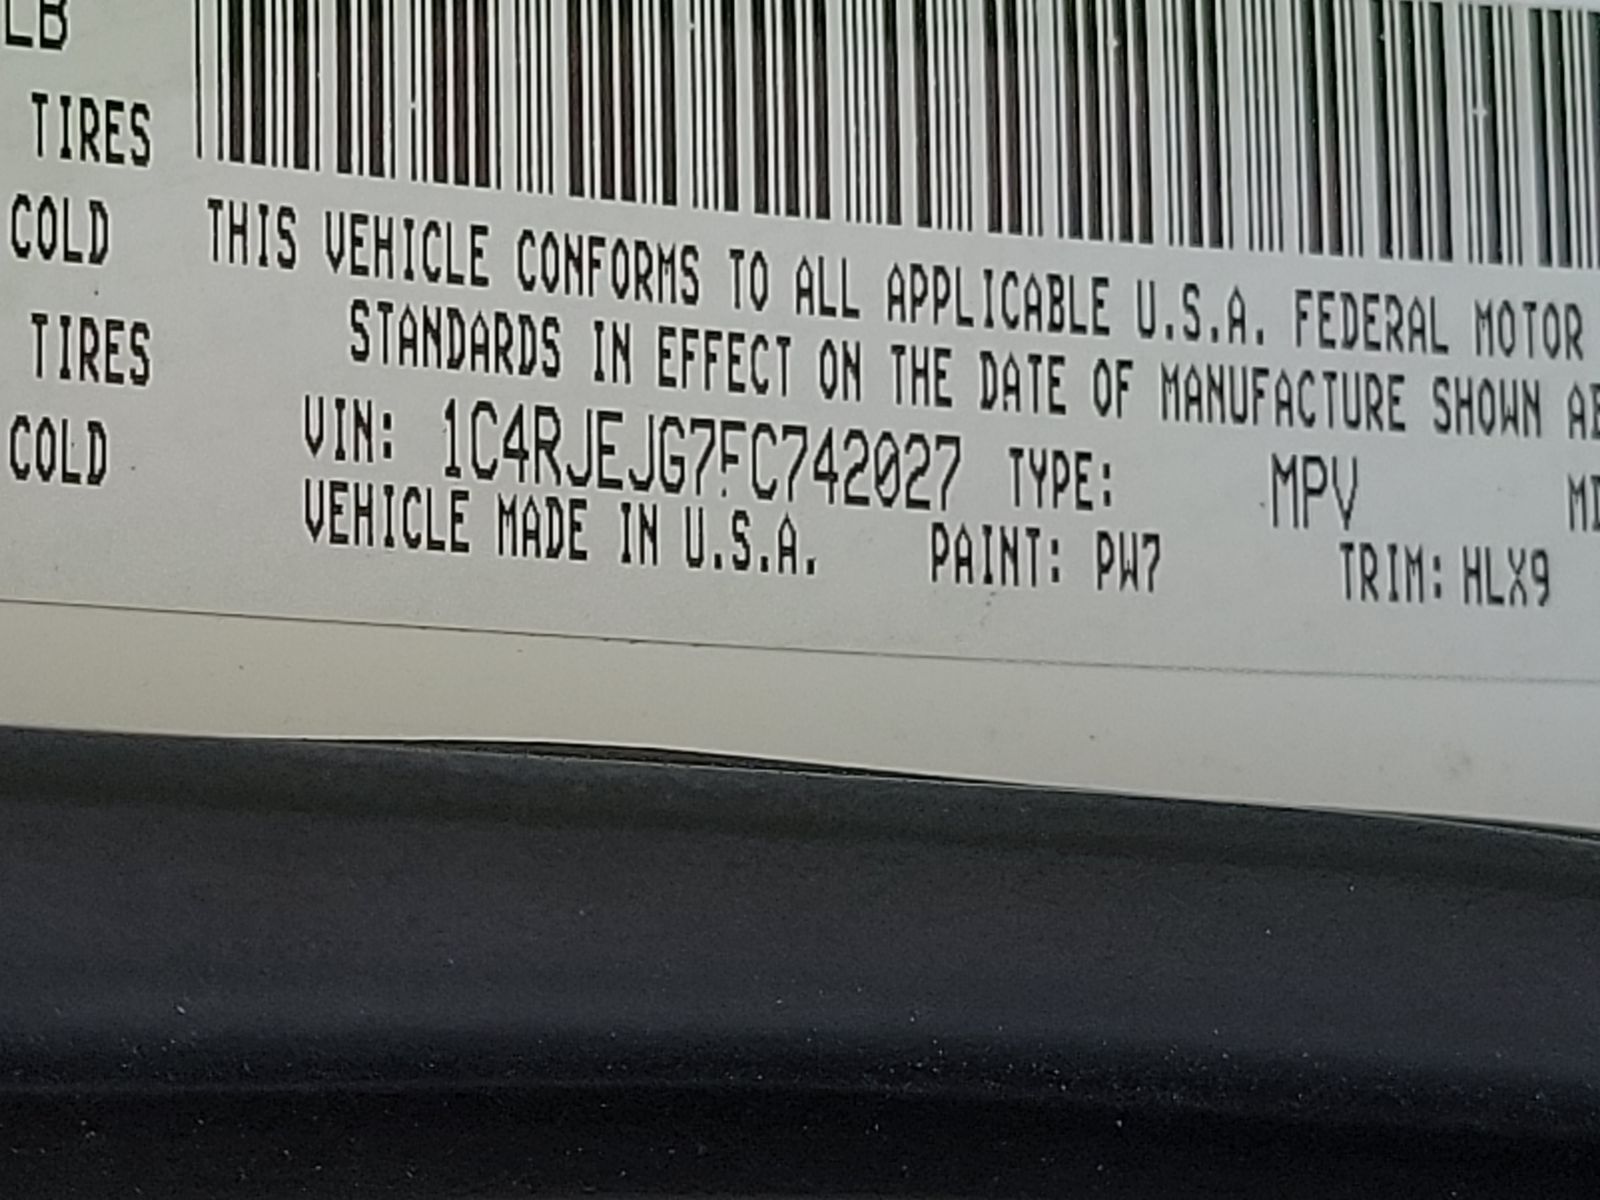 LB
TIRES
COLD THIS VEHICLE CONFORMS TO ALL APPLICABLE U.S.A. FEDERAL MOTOR
STANDARDS IN EFFECT ON THE DATE OF MANUFACTURE SHOWN
TIRES
COLD VIN: 1C4RJEJG7FC742027 TYPE: MPV
VEHICLE MADE IN U.S.A. PAINT: PW7 TRIM: HLX9